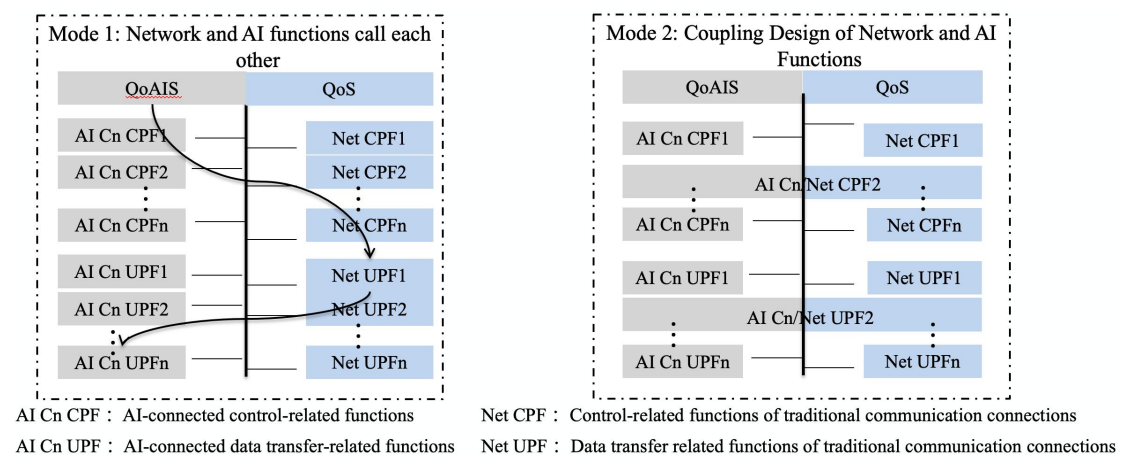 Mode 1: Network and AI functions call each
other
QoAIS
QoS
AI Cn CPF1
Net CPF1
AI Cn CPF2
Net CPF2
AI Cn CPFn
Net CPFn
AI Cn UPF1
Net UPF1
AI Cn UPF2
Net UPF2
AI Cn UPFn
Net UPFn
Mode 2: Coupling Design of Network and AI
Functions
QoAIS
QoS
AI Cn CPF1
Net CPF1
AI Cn/Net CPF2
AI Cn CPFn
Net CPFn
AI Cn UPF1
Net UPF1
AI Cn/Net UPF2
AI Cn UPFn
Net UPFn
AI Cn CPF：AI-connected control-related functions
AI Cn UPF：AI-connected data transfer-related functions
Net CPF：Control-related functions of traditional communication connections
Net UPF：Data transfer related functions of traditional communication connections